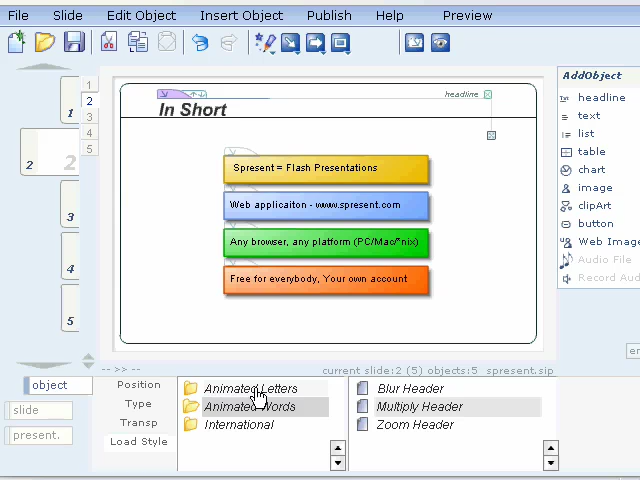 File Slide Edit Object Insert Object Publish Help Preview
1
2
3
4
5
1
2 2
3
4
5
headline
In Short
Spresent = Flash Presentations
Web applicaiton - www.spresent.com
Any browser, any platform (PC/Mac/*nix)
Free for everybody, Your own account
AddObject
headline
text
list
table
chart
image
clipArt
button
Web Image
Audio File
Record Aud
er
-- >> --
current slide:2 (5) objects:5 spresent.sip
object
slide
present.
Position
Type
Transp
Load Style
Animated Letters
Animated Words
International
Blur Header
Multiply Header
Zoom Header